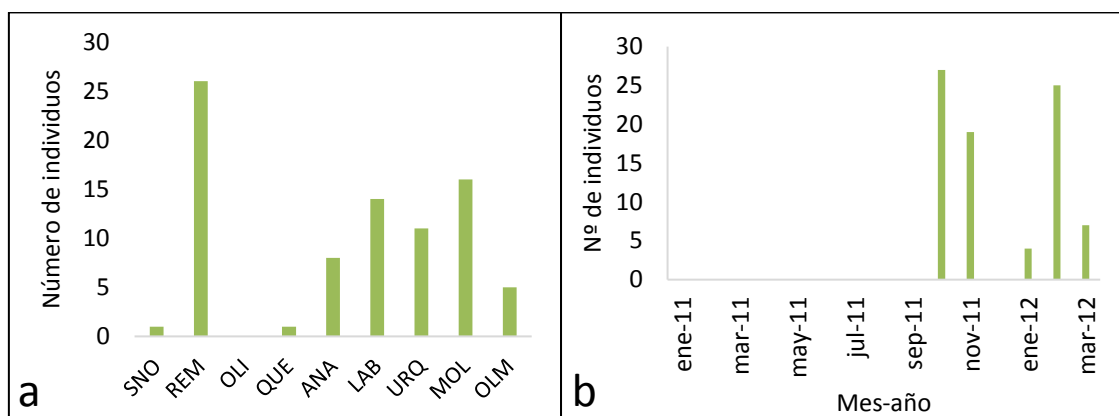 Número de individuos
30
25
20
15
10
5
0
SNO
REM
OLI
QUE
ANA
LAB
URQ
MOL
OLM
a
Nº de individuos
30
25
20
15
10
5
0
ene-11
mar-11
may-11
jul-11
sep-11
nov-11
ene-12
mar-12
Mes-año
b